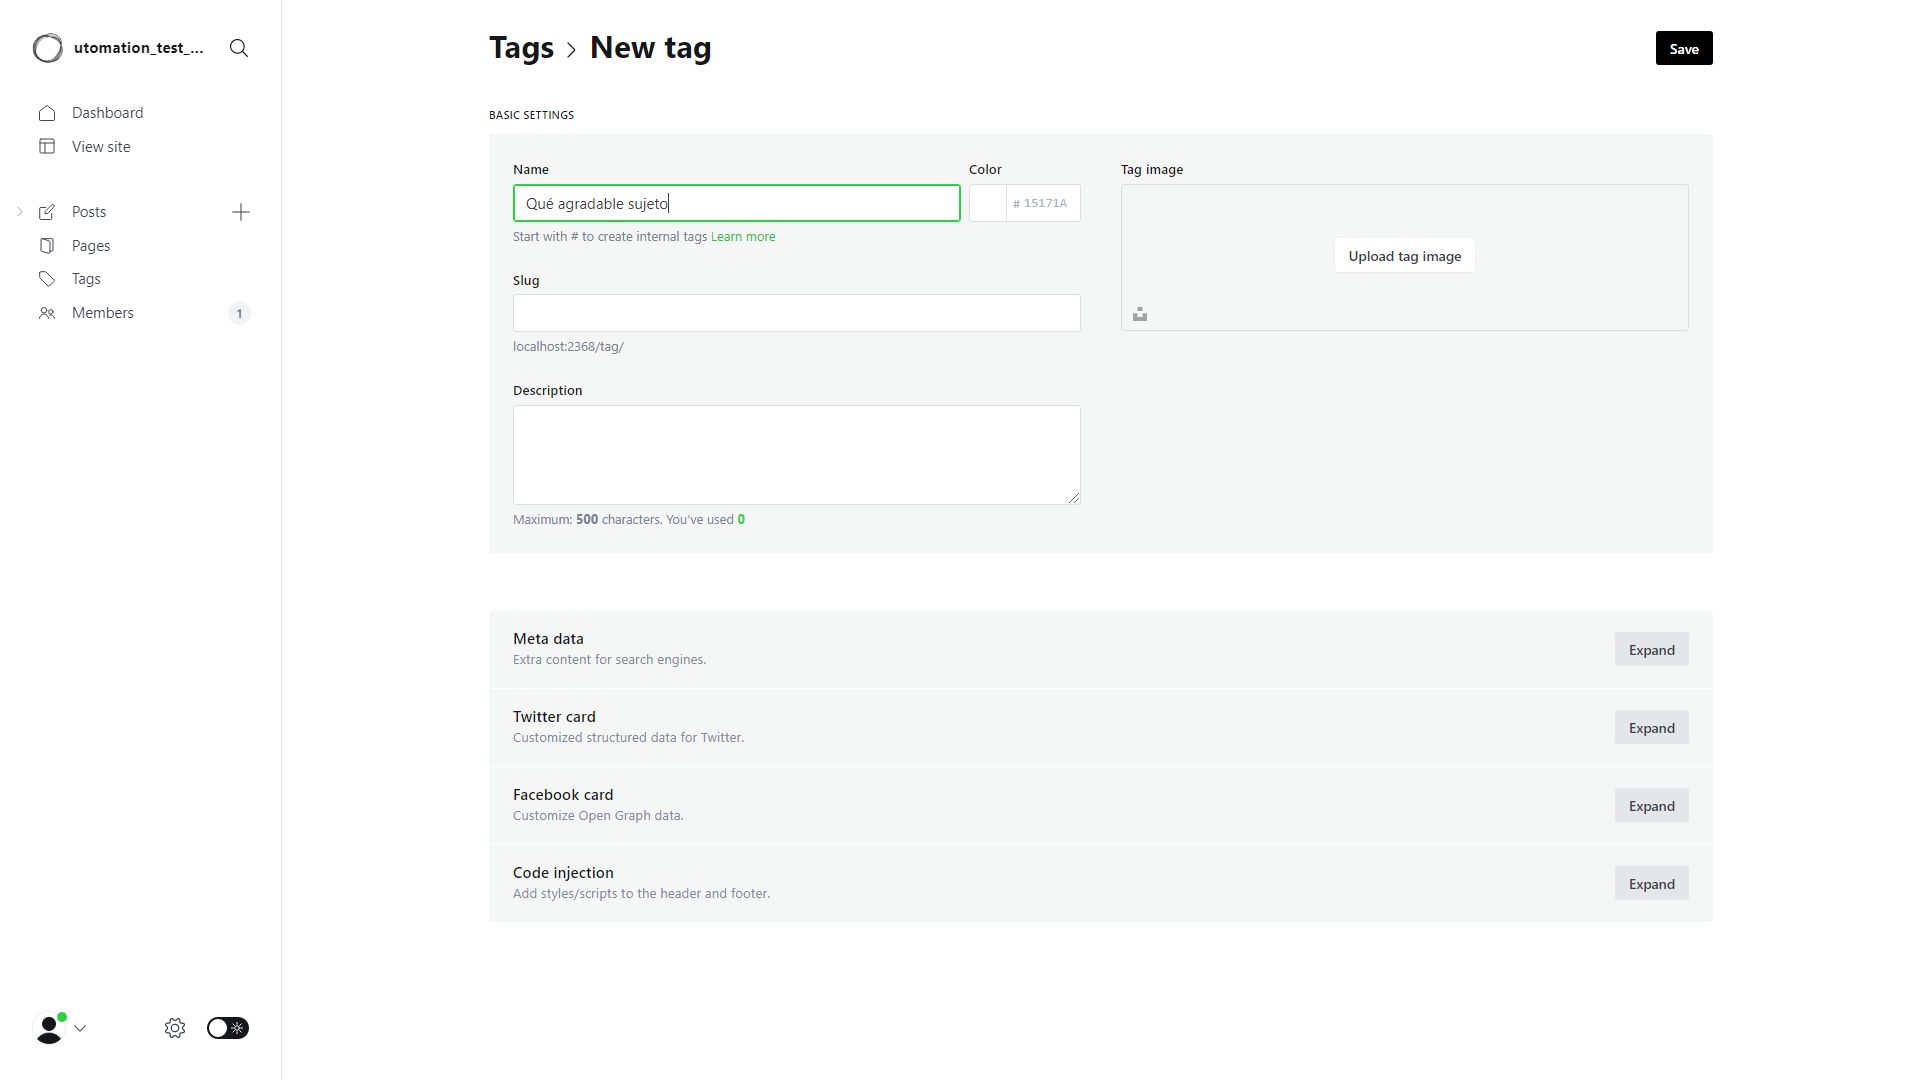 utomation_test_...
Dashboard
View site
Posts
Pages
Tags
Members
1
Tags > New tag
Save
BASIC SETTINGS
Name
Qué agradable sujeto
Start with # to create internal tags Learn more
Color
# 15171A
Slug
localhost:2368/tag/
Description
Maximum: 500 characters. You’ve used 0
Tag image
Upload tag image
Meta data
Extra content for search engines.
Expand
Twitter card
Customized structured data for Twitter.
Expand
Facebook card
Customize Open Graph data.
Expand
Code injection
Add styles/scripts to the header and footer.
Expand